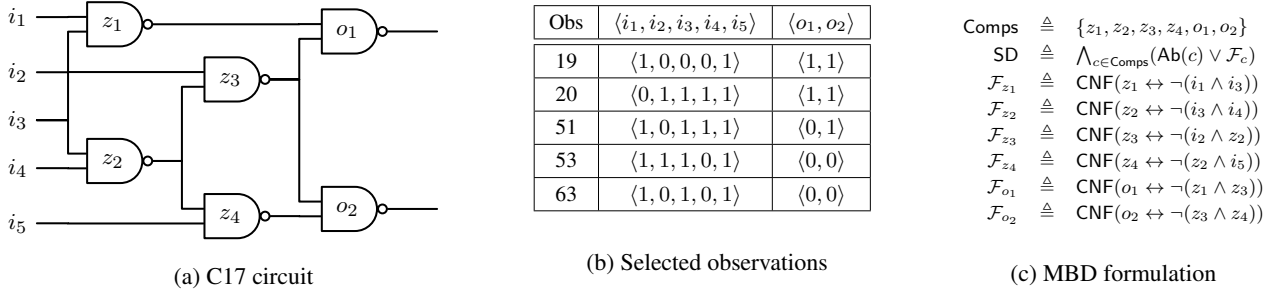 i₁
z₁
o₁
i₂
z₃
i₃
z₂
i₄
z₄
o₂
i₅
(a) C17 circuit
Obs ⟨i₁, i₂, i₃, i₄, i₅⟩ ⟨o₁, o₂⟩
19 ⟨1, 0, 0, 0, 1⟩ ⟨1, 1⟩
20 ⟨0, 1, 1, 1, 1⟩ ⟨1, 1⟩
51 ⟨1, 0, 1, 1, 1⟩ ⟨0, 1⟩
53 ⟨1, 1, 1, 0, 1⟩ ⟨0, 0⟩
63 ⟨1, 0, 1, 0, 1⟩ ⟨0, 0⟩
(b) Selected observations
Comps ≜ {z₁, z₂, z₃, z₄, o₁, o₂}
SD ≜ ⋀c∈Comps(Ab(c) ∨ ℱc)
ℱz₁ ≜ CNF(z₁ ↔ ¬(i₁ ∧ i₃))
ℱz₂ ≜ CNF(z₂ ↔ ¬(i₃ ∧ i₄))
ℱz₃ ≜ CNF(z₃ ↔ ¬(i₂ ∧ z₂))
ℱz₄ ≜ CNF(z₄ ↔ ¬(z₂ ∧ i₅))
ℱo₁ ≜ CNF(o₁ ↔ ¬(z₁ ∧ z₃))
ℱo₂ ≜ CNF(o₂ ↔ ¬(z₃ ∧ z₄))
(c) MBD formulation